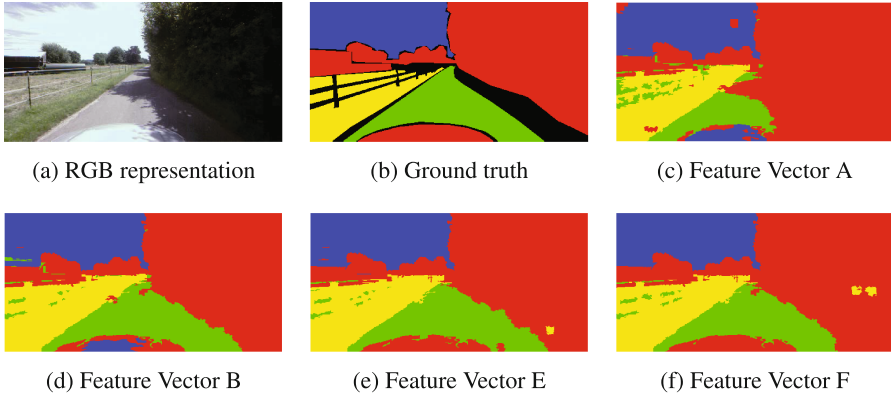 (a) RGB representation
(b) Ground truth
(c) Feature Vector A
(d) Feature Vector B
(e) Feature Vector E
(f) Feature Vector F